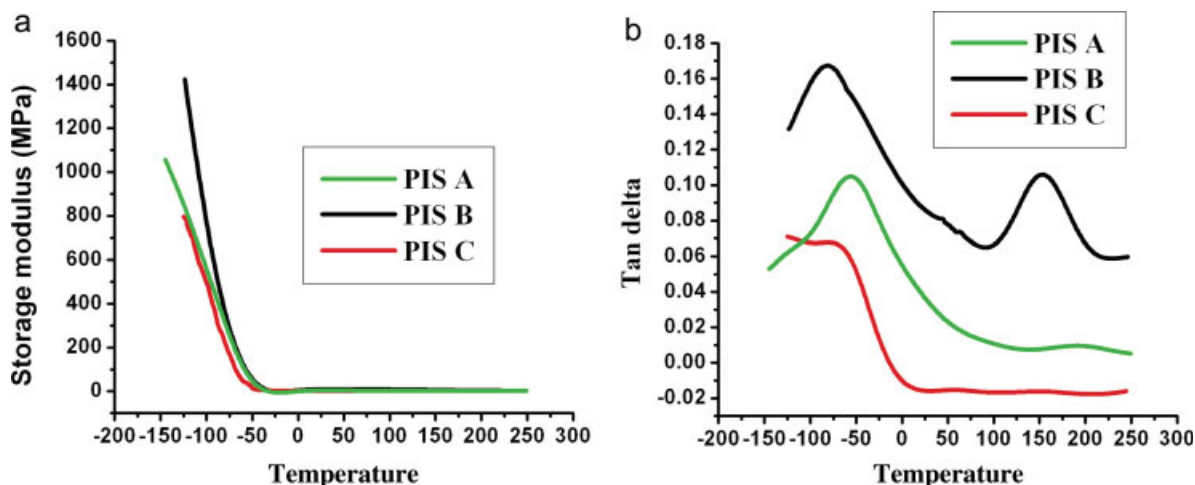 a
Storage modulus (MPa)
1600
1400
1200
1000
800
600
400
200
0
-200 -150 -100 -50 0 50 100 150 200 250 300
Temperature
PIS A
PIS B
PIS C
b
Tan delta
0.18
0.16
0.14
0.12
0.10
0.08
0.06
0.04
0.02
0.00
-0.02
-200 -150 -100 -50 0 50 100 150 200 250 300
Temperature
PIS A
PIS B
PIS C